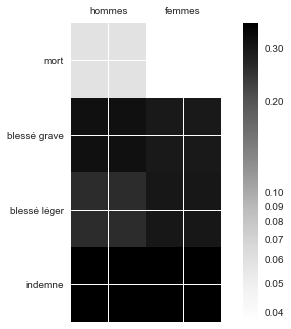 hommes femmes
mort
blessé grave
blessé léger
indemne
0.30
0.20
0.10
0.09
0.08
0.07
0.06
0.05
0.04